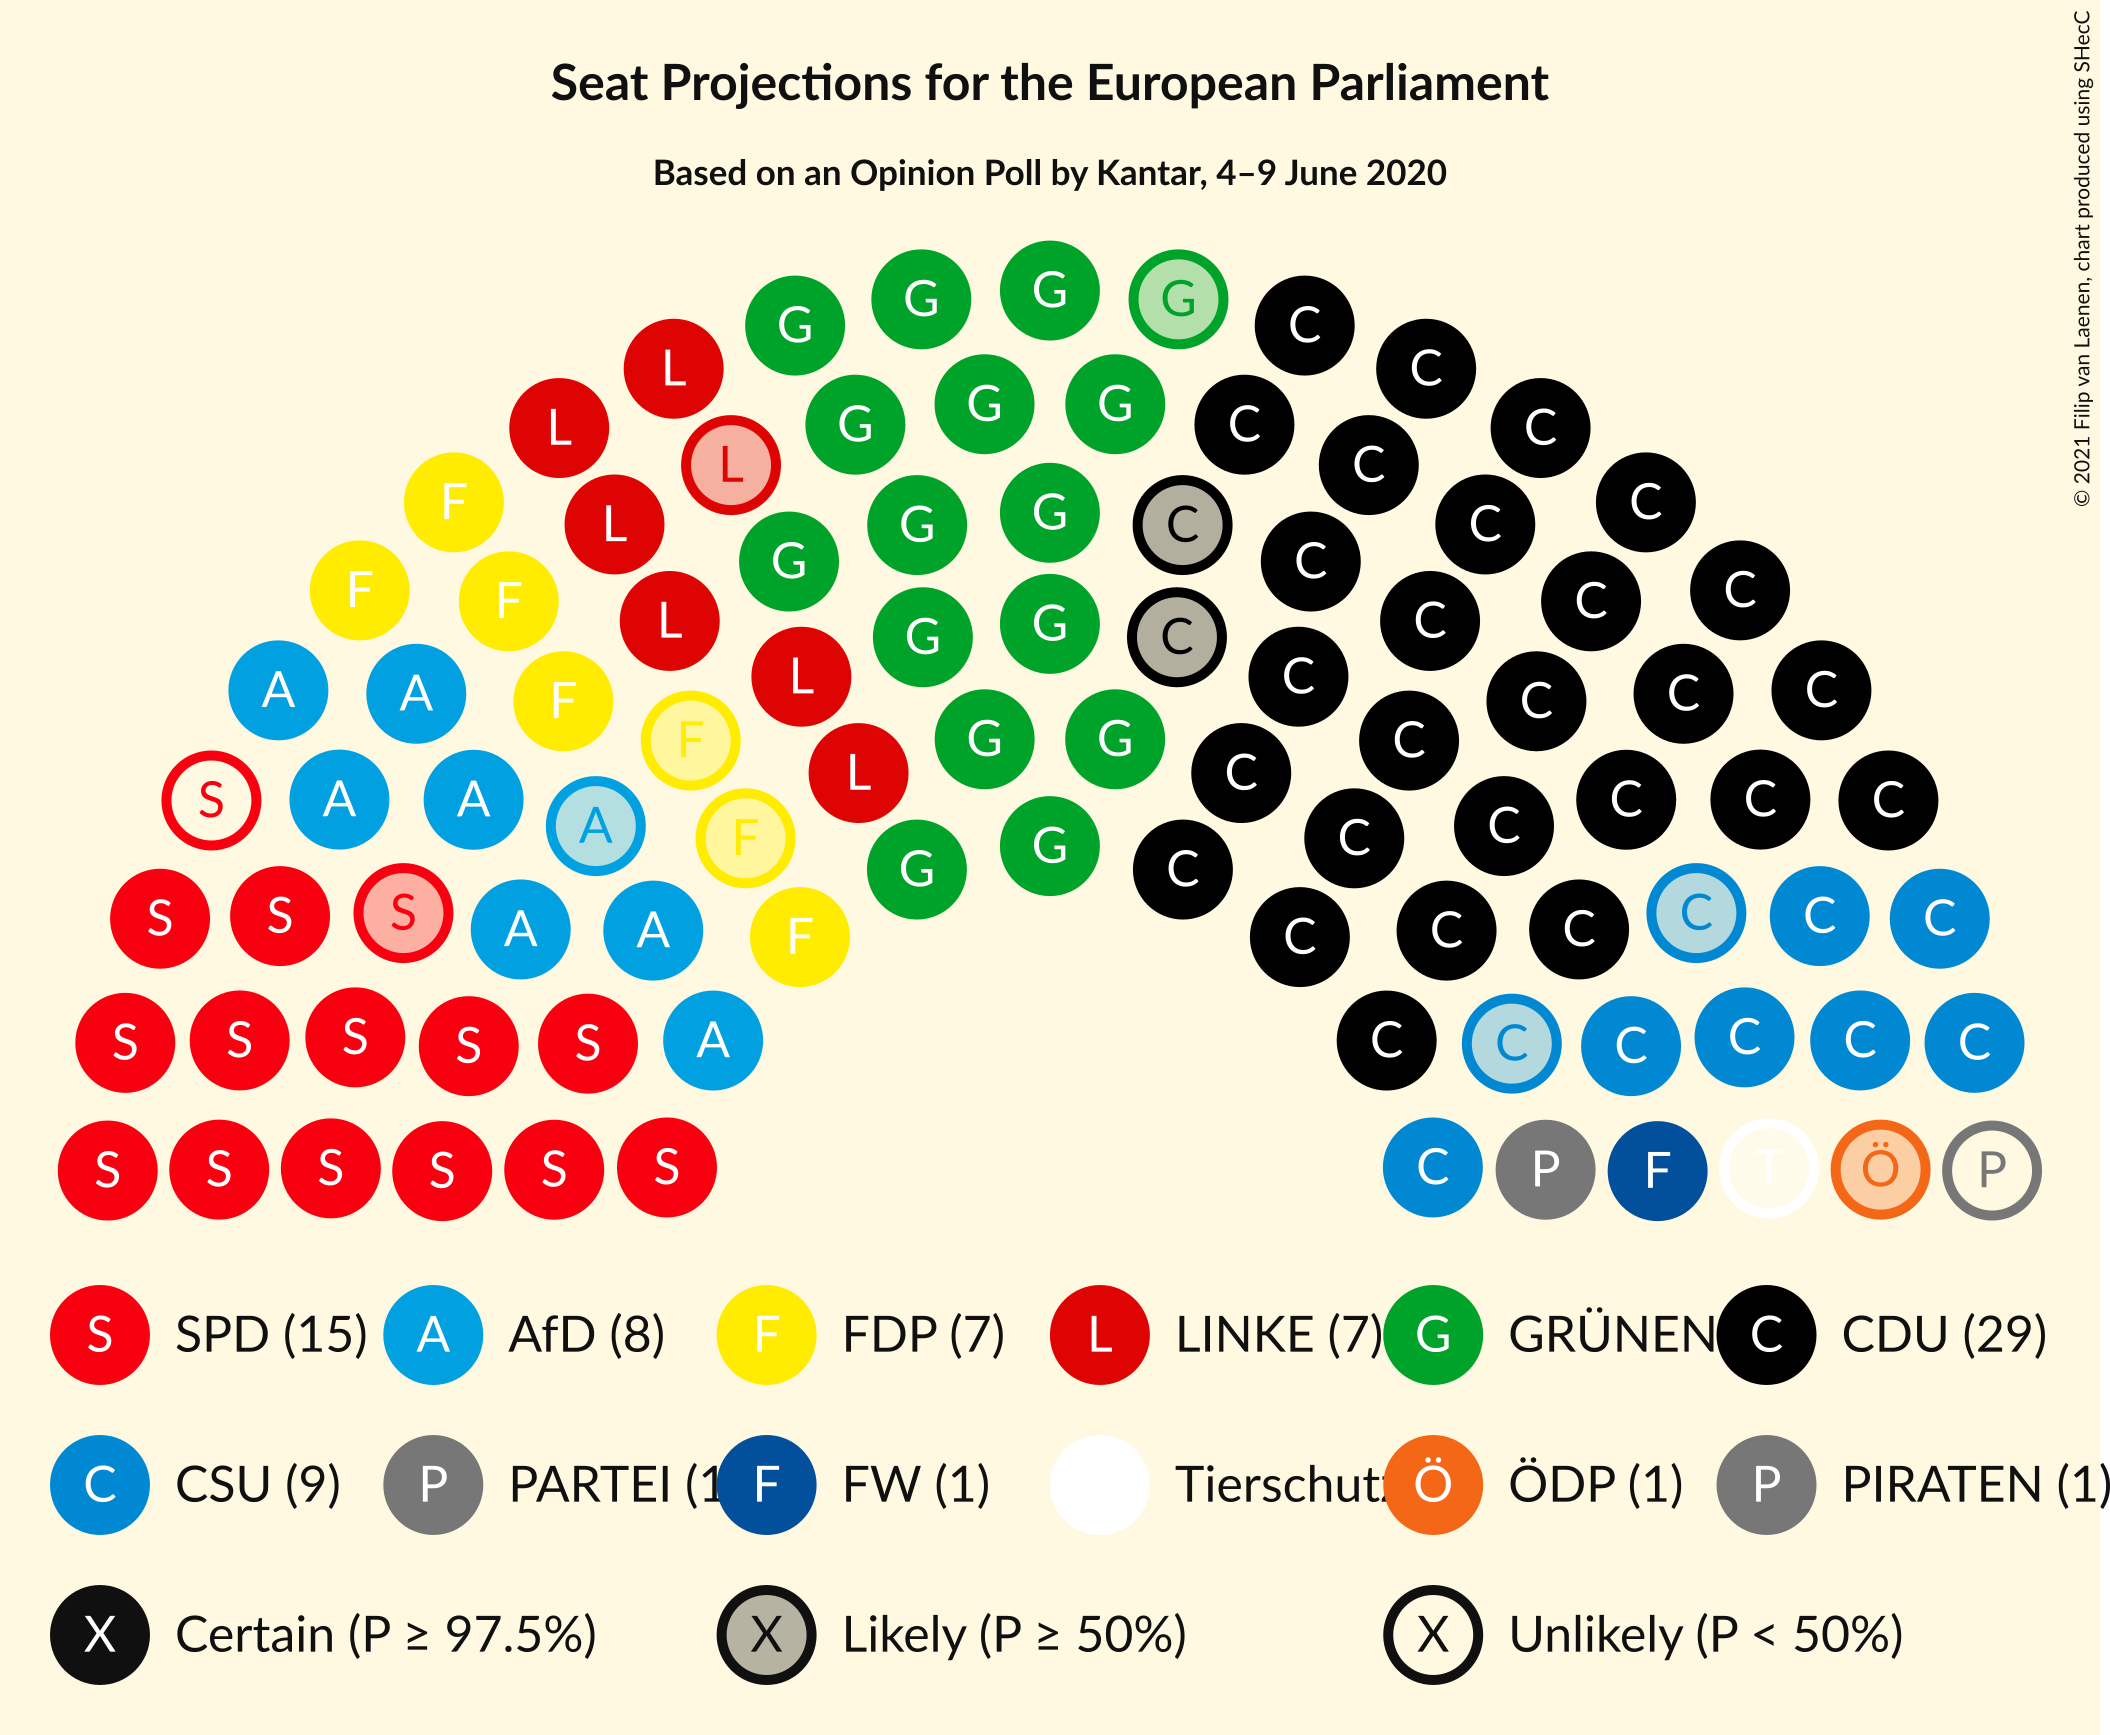 Seat Projections for the European Parliament
Based on an Opinion Poll by Kantar, 4–9 June 2020
© 2021 Filip van Laenen, chart produced using SHecC
G G G G C
L C
L G G G C C
L C
F L G G C C C
F F G C C C
L G G C C
A A F L C C C C
F G G C
S A A L C C C C
A F G C C
S S S A A F G C C C C C C C
S S S S S A C C C C C C
S S S S S S C P F T Ö P
S SPD (15) A AfD (8) F FDP (7) L LINKE (7) G GRÜNEN C CDU (29)
C CSU (9) P PARTEI (1 F FW (1) Tierschutz Ö ÖDP (1) P PIRATEN (1)
X Certain (P ≥ 97.5%) X Likely (P ≥ 50%) X Unlikely (P < 50%)